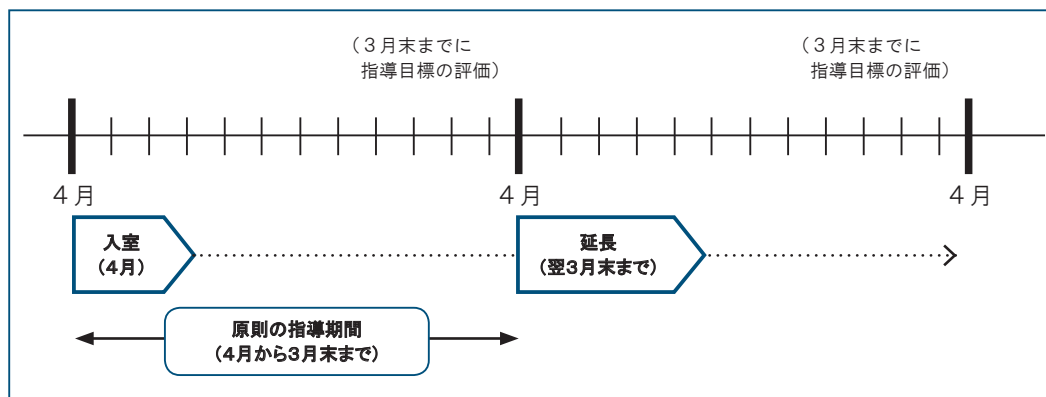 （３月末までに
指導目標の評価）
（３月末までに
指導目標の評価）
４月
４月
４月
入室
（４月）
延長
（翌３月末まで）
原則の指導期間
（４月から３月末まで）